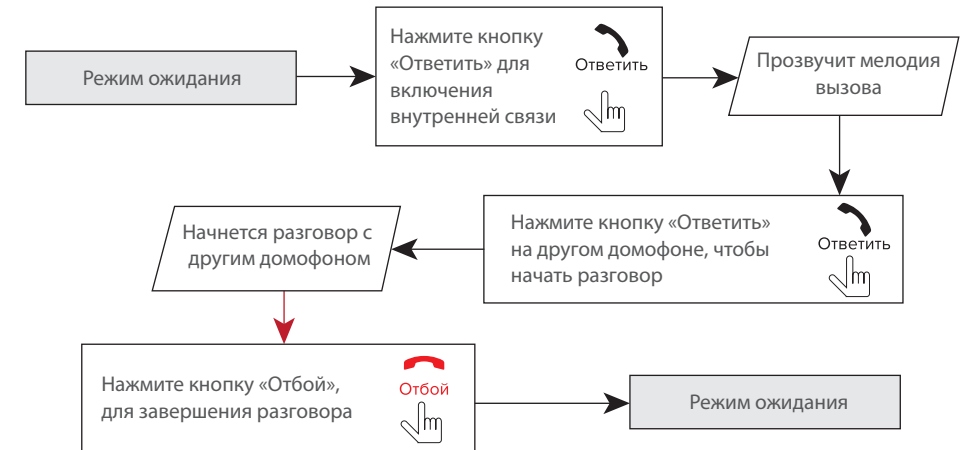 Режим ожидания
Нажмите кнопку
«Ответить» для
включения
внутренней связи
Ответить
Прозвучит мелодия
вызова
Нажмите кнопку «Ответить»
на другом домофоне, чтобы
начать разговор
Ответить
Начнется разговор с
другим домофоном
Нажмите кнопку «Отбой»,
для завершения разговора
Отбой
Режим ожидания